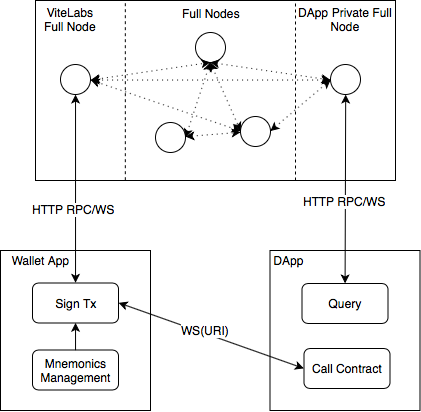 ViteLabs
Full Node
Full Nodes
DApp Private Full
Node
HTTP RPC/WS
HTTP RPC/WS
Wallet App
DApp
Sign Tx
Query
WS(URI)
Mnemonics
Management
Call Contract